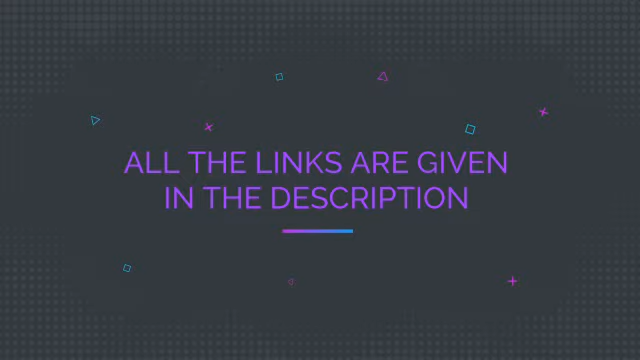 ALL THE LINKS ARE GIVEN
IN THE DESCRIPTION